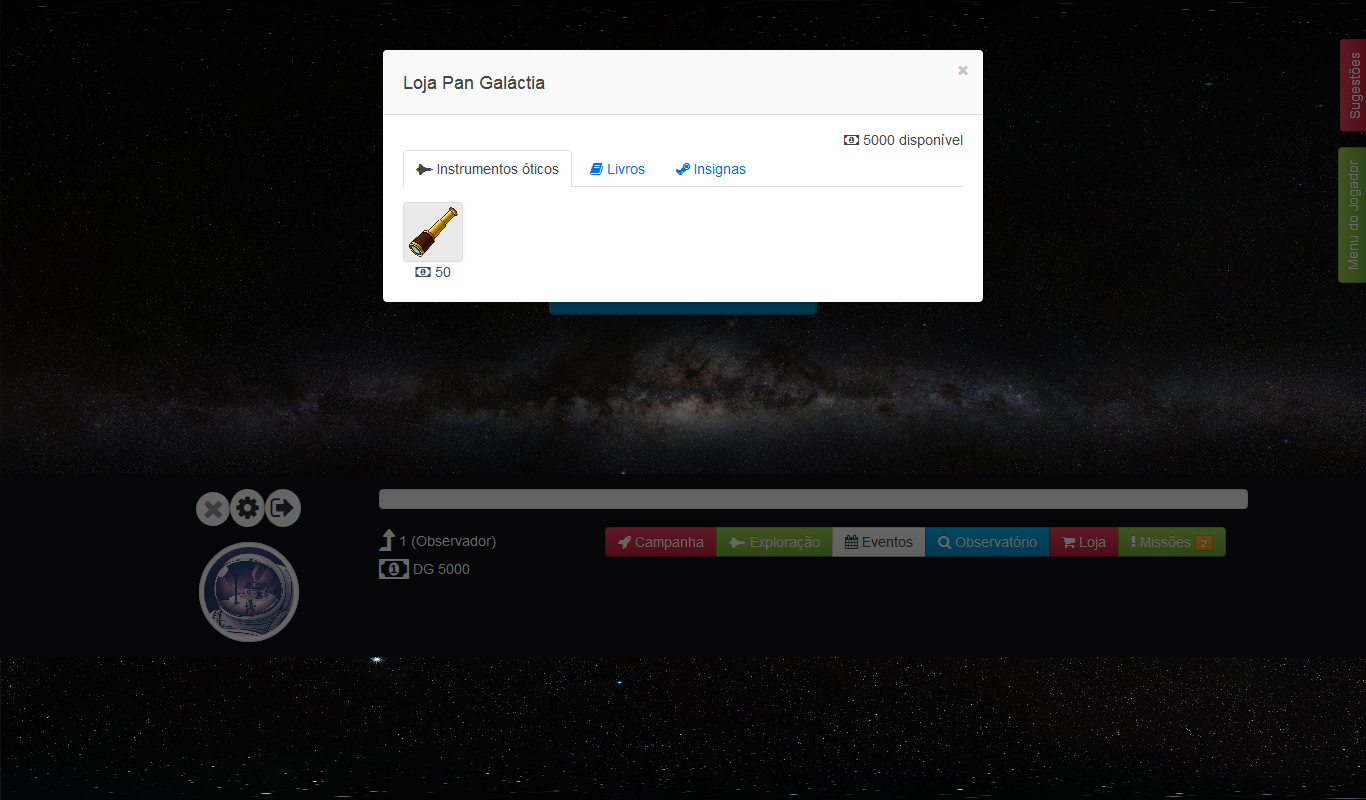 Loja Pan Galáctia
5000 disponível
Instrumentos óticos
Livros
Insignas
50
Sugestões
Menu do Jogador
1 (Observador)
DG 5000
Campanha
Exploração
Eventos
Observatório
Loja
Missões 2